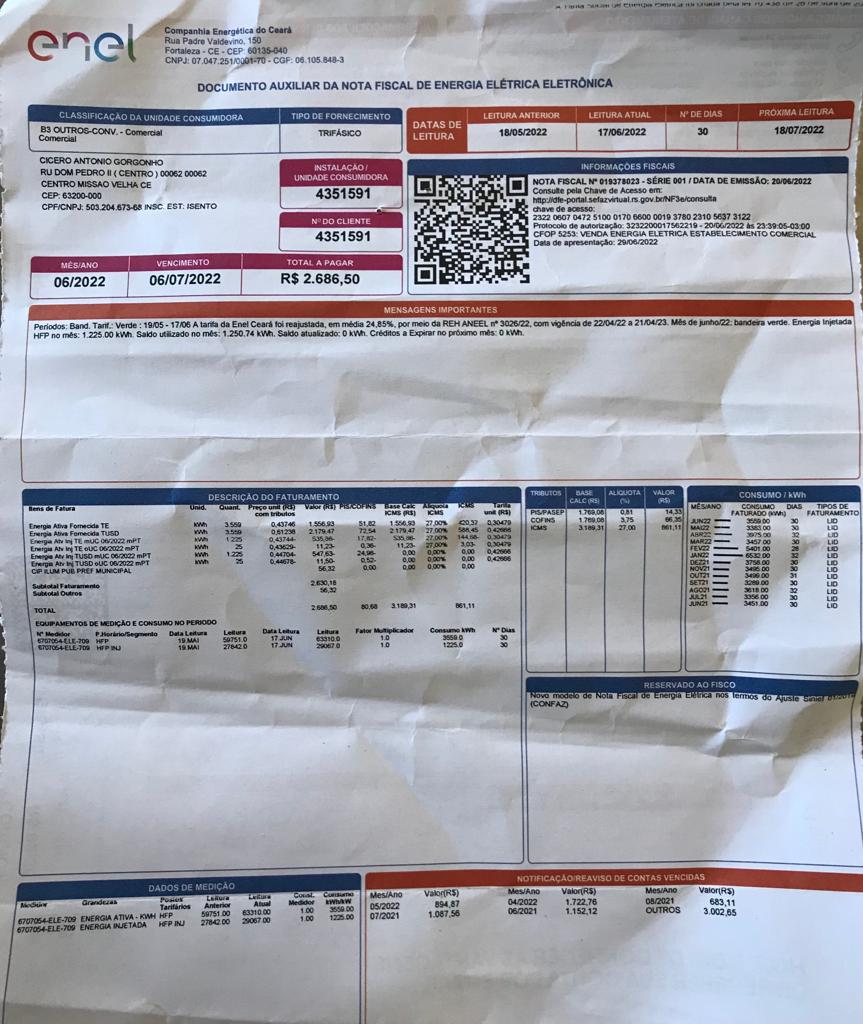 enel
Companhia Energética do Ceará
Rua Padre Valdevino, 150
Fortaleza - CE - CEP: 60135-040
CNPJ: 07.047.251/0001-70 - CGF: 06.105.848-3
DOCUMENTO AUXILIAR DA NOTA FISCAL DE ENERGIA ELÉTRICA ELETRÔNICA
CLASSIFICAÇÃO DA UNIDADE CONSUMIDORA
B3 OUTROS-CONV. - Comercial
Comercial
TIPO DE FORNECIMENTO
TRIFÁSICO
DATAS DE LEITURA
LEITURA ANTERIOR LEITURA ATUAL Nº DE DIAS PRÓXIMA LEITURA
18/05/2022 17/06/2022 30 18/07/2022
CICERO ANTONIO GORGONHO
RU DOM PEDRO II ( CENTRO ) 00062 00062
CENTRO MISSAO VELHA CE
CEP: 63200-000
CPF/CNPJ: 503.204.673-68 INSC. EST: ISENTO
INSTALAÇÃO / UNIDADE CONSUMIDORA
4351591
Nº DO CLIENTE
4351591
MÊS/ANO VENCIMENTO TOTAL A PAGAR
06/2022 06/07/2022 R$ 2.686,50
INFORMAÇÕES FISCAIS
NOTA FISCAL Nº 019378023 - SÉRIE 001 / DATA DE EMISSÃO: 20/06/2022
Consulte pela Chave de Acesso em:
http://dfe-portal.sefazvirtual.rs.gov.br/NF3e/consulta
chave de acesso:
2322 0607 0472 5100 0170 6600 0019 3780 2310 5637 3122
Protocolo de autorização: 3232200017562219 - 20/06/2022 às 23:39:05-03:00
CFOP 5253: VENDA ENERGIA ELETRICA ESTABELECIMENTO COMERCIAL
Data de apresentação: 29/06/2022
MENSAGENS IMPORTANTES
Períodos: Band. Tarif.: Verde : 19/05 - 17/06 A tarifa da Enel Ceará foi reajustada, em média 24,85%, por meio da REH ANEEL nº 3026/22, com vigência de 22/04/22 a 21/04/23. Mês de junho/22: bandeira verde. Energia Injetada
HFP no mês: 1.225.00 kWh. Saldo utilizado no mês: 1.250.74 kWh. Saldo atualizado: 0 kWh. Créditos a Expirar no próximo mês: 0 kWh.
DESCRIÇÃO DO FATURAMENTO
Itens de Fatura Unid. Quant. Preço unit (R$) com tributos Valor (R$) PIS/COFINS Base Calc ICMS (R$) Aliquota ICMS ICMS Tarifa unit (R$)
Energia Ativa Fornecida TE kWh 3.559 0,43746 1.556,93 51,82 1.556,93 27,00% 420,37 0,30479
Energia Ativa Fornecida TUSD kWh 3.559 0,61238 2.179,47 72,54 2.179,47 27,00% 588,45 0,42666
Energia Atv Inj TE mUC 06/2022 mPT kWh 1.225 0,43744- 535,86- 17,82- 535,86- 27,00% 144,68- 0,30479
Energia Atv Inj TE oUC 06/2022 mPT kWh 25 0,43629- 11,23- 0,36- 11,23- 27,00% 3,03- 0,30479
Energia Atv Inj TUSD mUC 06/2022 mPT kWh 1.225 0,44704- 547,63- 24,98- 0,00 0,00% 0,00 0,42666
Energia Atv Inj TUSD oUC 06/2022 mPT kWh 25 0,44678- 11,50- 0,52- 0,00 0,00% 0,00 0,42666
CIP ILUM PUB PREF MUNICIPAL 56,32 0,00 0,00 0,00% 0,00
Subtotal Faturamento 2.630,18
Subtotal Outros 56,32
TOTAL 2.686,50 80,68 3.189,31 861,11
EQUIPAMENTOS DE MEDIÇÃO E CONSUMO NO PERIODO
Nº Medidor P.Horário/Segmento Data Leitura Leitura Data Leitura Leitura Fator Multiplicador Consumo kWh Nº Dias
6707054-ELE-709 HFP 19.MAI 59751.0 17.JUN 63310.0 1.0 3559.0 30
6707054-ELE-709 HFP INJ 19.MAI 27842.0 17.JUN 29067.0 1.0 1225.0 30
TRIBUTOS BASE CALC (R$) ALÍQUOTA (%) VALOR (R$)
PIS/PASEP 1.769,08 0,81 14,33
COFINS 1.769,08 3,75 66,35
ICMS 3.189,31 27,00 861,11
CONSUMO / kWh
MÊS/ANO CONSUMO FATURADO (kWh) DIAS TIPOS DE FATURAMENTO
JUN22 3559.00 30 LID
MAI22 3383.00 30 LID
ABR22 3975.00 32 LID
MAR22 3457.00 30 LID
FEV22 5401.00 28 LID
JAN22 6532.00 32 LID
DEZ21 3758.00 30 LID
NOV21 3495.00 30 LID
OUT21 3499.00 31 LID
SET21 3289.00 30 LID
AGO21 3618.00 32 LID
JUL21 3356.00 30 LID
JUN21 3451.00 30 LID
RESERVADO AO FISCO
Novo modelo de Nota Fiscal de Energia Elétrica nos termos do Ajuste Sinief
(CONFAZ)
DADOS DE MEDIÇÃO
Medidor Grandezas Postos Tarifários Leitura Anterior Leitura Atual Const. Medidor Consumo kWh/kW
6707054-ELE-709 ENERGIA ATIVA - KWH HFP 59751.00 63310.00 1.00 3559.00
6707054-ELE-709 ENERGIA INJETADA HFP INJ 27842.00 29067.00 1.00 1225.00
NOTIFICAÇÃO/REAVISO DE CONTAS VENCIDAS
Mes/Ano Valor(R$) Mes/Ano Valor(R$) Mes/Ano Valor(R$)
05/2022 894,87 04/2022 1.722,76 08/2021 683,11
07/2021 1.087,56 06/2021 1.152,12 OUTROS 3.002,65